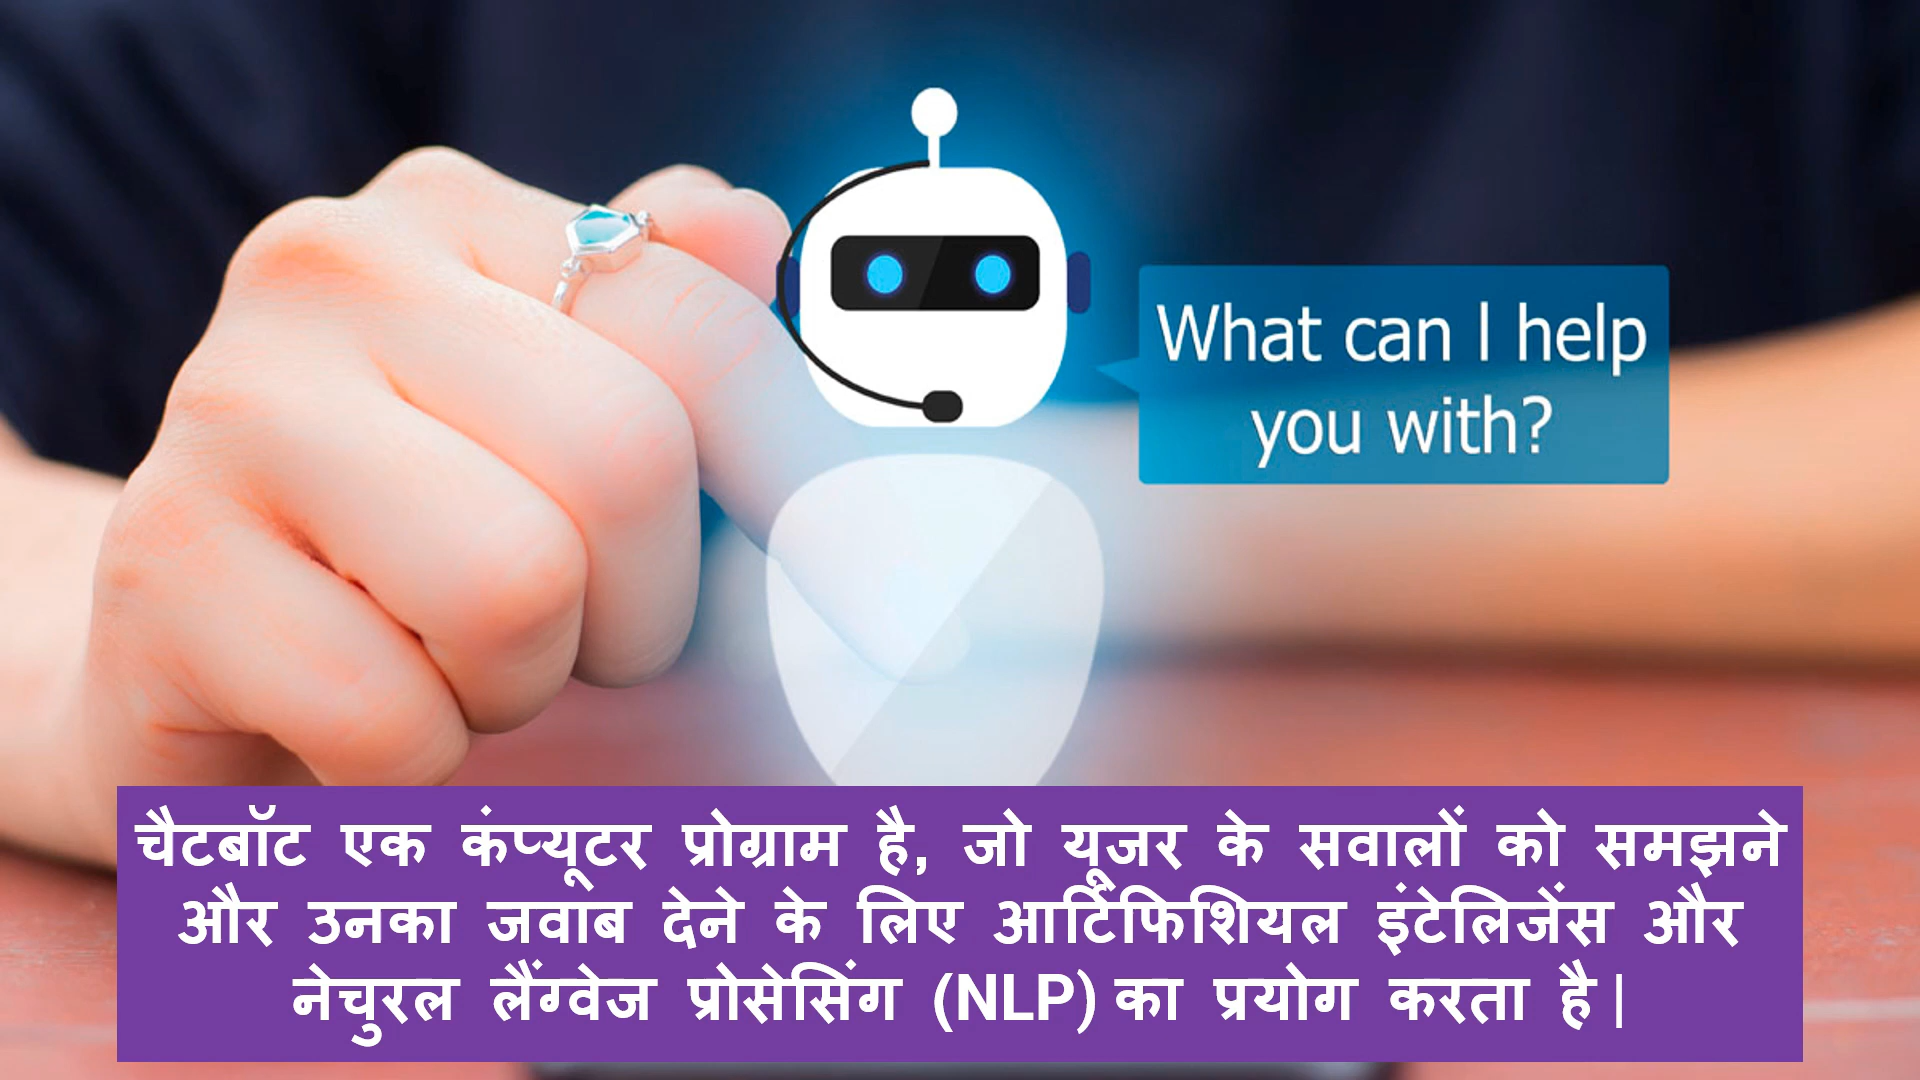 What can I help
you with?
चैटबॉट एक कंप्यूटर प्रोग्राम है, जो यूजर के सवालों को समझने
और उनका जवाब देने के लिए आर्टिफिशियल इंटेलिजेंस और
नेचुरल लैंग्वेज प्रोसेसिंग (NLP) का प्रयोग करता है|